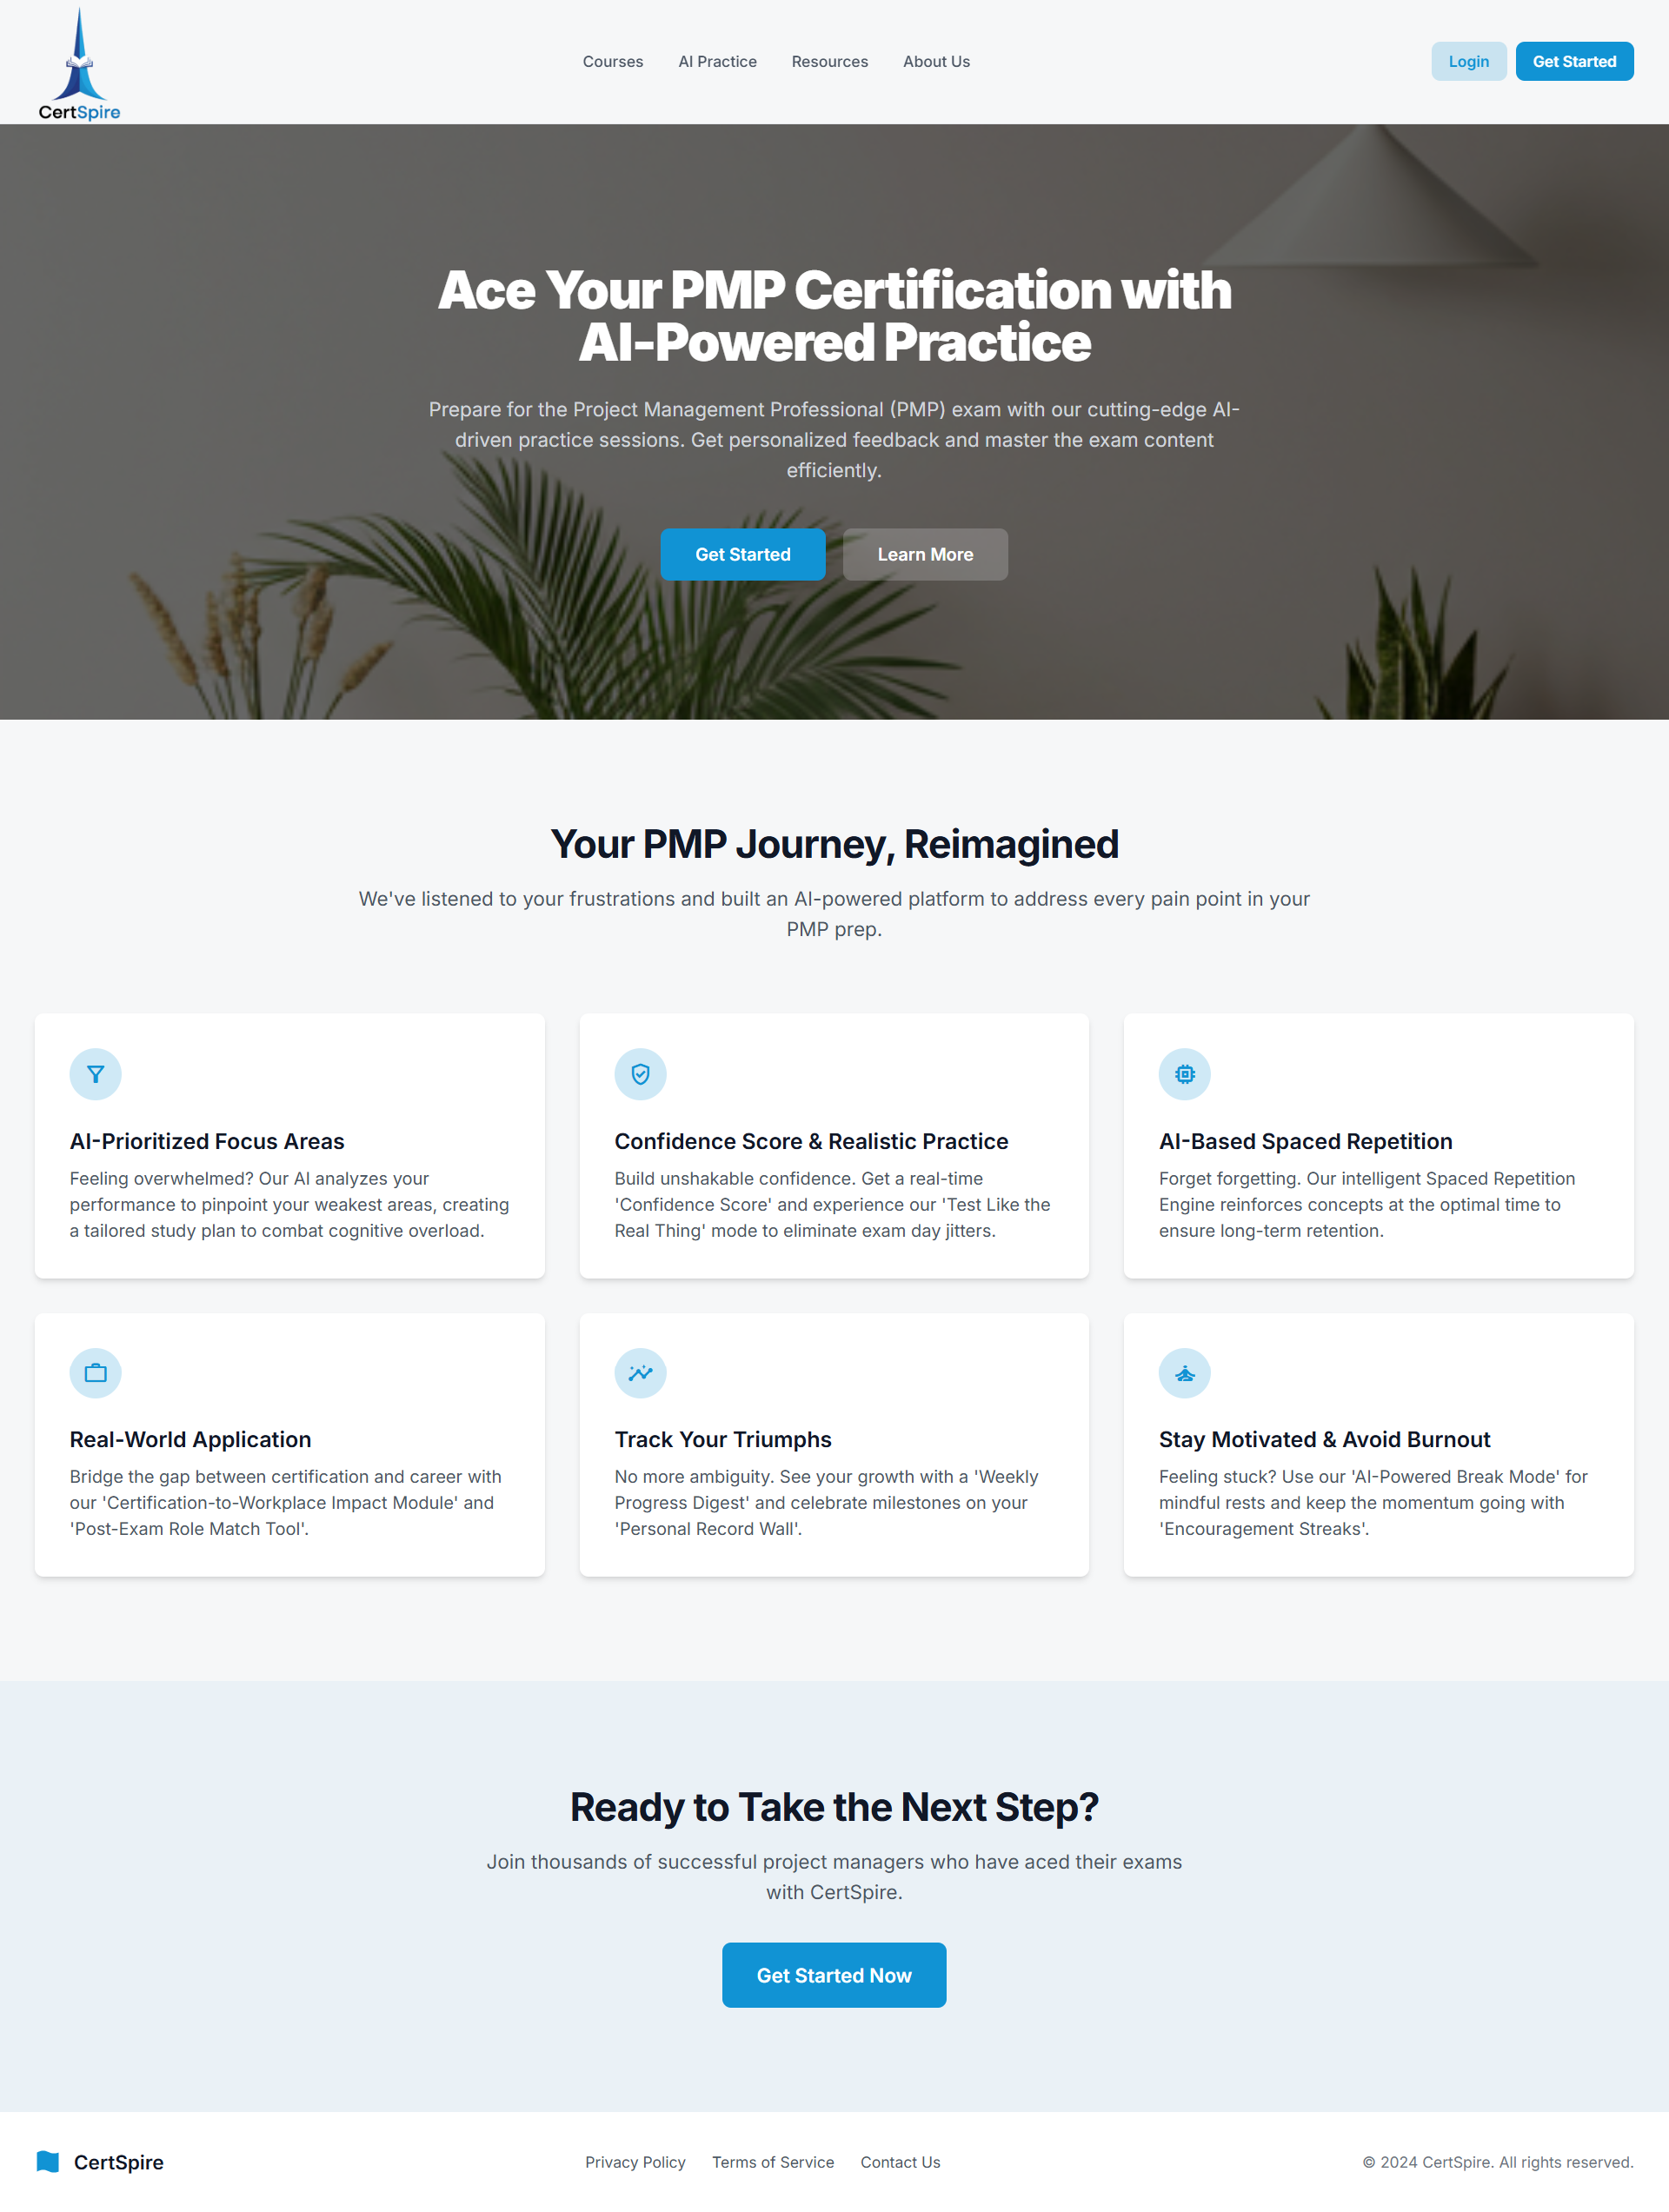 CertSpire
Courses
AI Practice
Resources
About Us
Login
Get Started
Ace Your PMP Certification with
AI-Powered Practice
Prepare for the Project Management Professional (PMP) exam with our cutting-edge AI-
driven practice sessions. Get personalized feedback and master the exam content
efficiently.
Get Started
Learn More
Your PMP Journey, Reimagined
We've listened to your frustrations and built an AI-powered platform to address every pain point in your
PMP prep.
AI-Prioritized Focus Areas
Feeling overwhelmed? Our AI analyzes your
performance to pinpoint your weakest areas, creating
a tailored study plan to combat cognitive overload.
Confidence Score & Realistic Practice
Build unshakable confidence. Get a real-time
'Confidence Score' and experience our 'Test Like the
Real Thing' mode to eliminate exam day jitters.
AI-Based Spaced Repetition
Forget forgetting. Our intelligent Spaced Repetition
Engine reinforces concepts at the optimal time to
ensure long-term retention.
Real-World Application
Bridge the gap between certification and career with
our 'Certification-to-Workplace Impact Module' and
'Post-Exam Role Match Tool'.
Track Your Triumphs
No more ambiguity. See your growth with a 'Weekly
Progress Digest' and celebrate milestones on your
'Personal Record Wall'.
Stay Motivated & Avoid Burnout
Feeling stuck? Use our 'AI-Powered Break Mode' for
mindful rests and keep the momentum going with
'Encouragement Streaks'.
Ready to Take the Next Step?
Join thousands of successful project managers who have aced their exams
with CertSpire.
Get Started Now
CertSpire
Privacy Policy
Terms of Service
Contact Us
© 2024 CertSpire. All rights reserved.